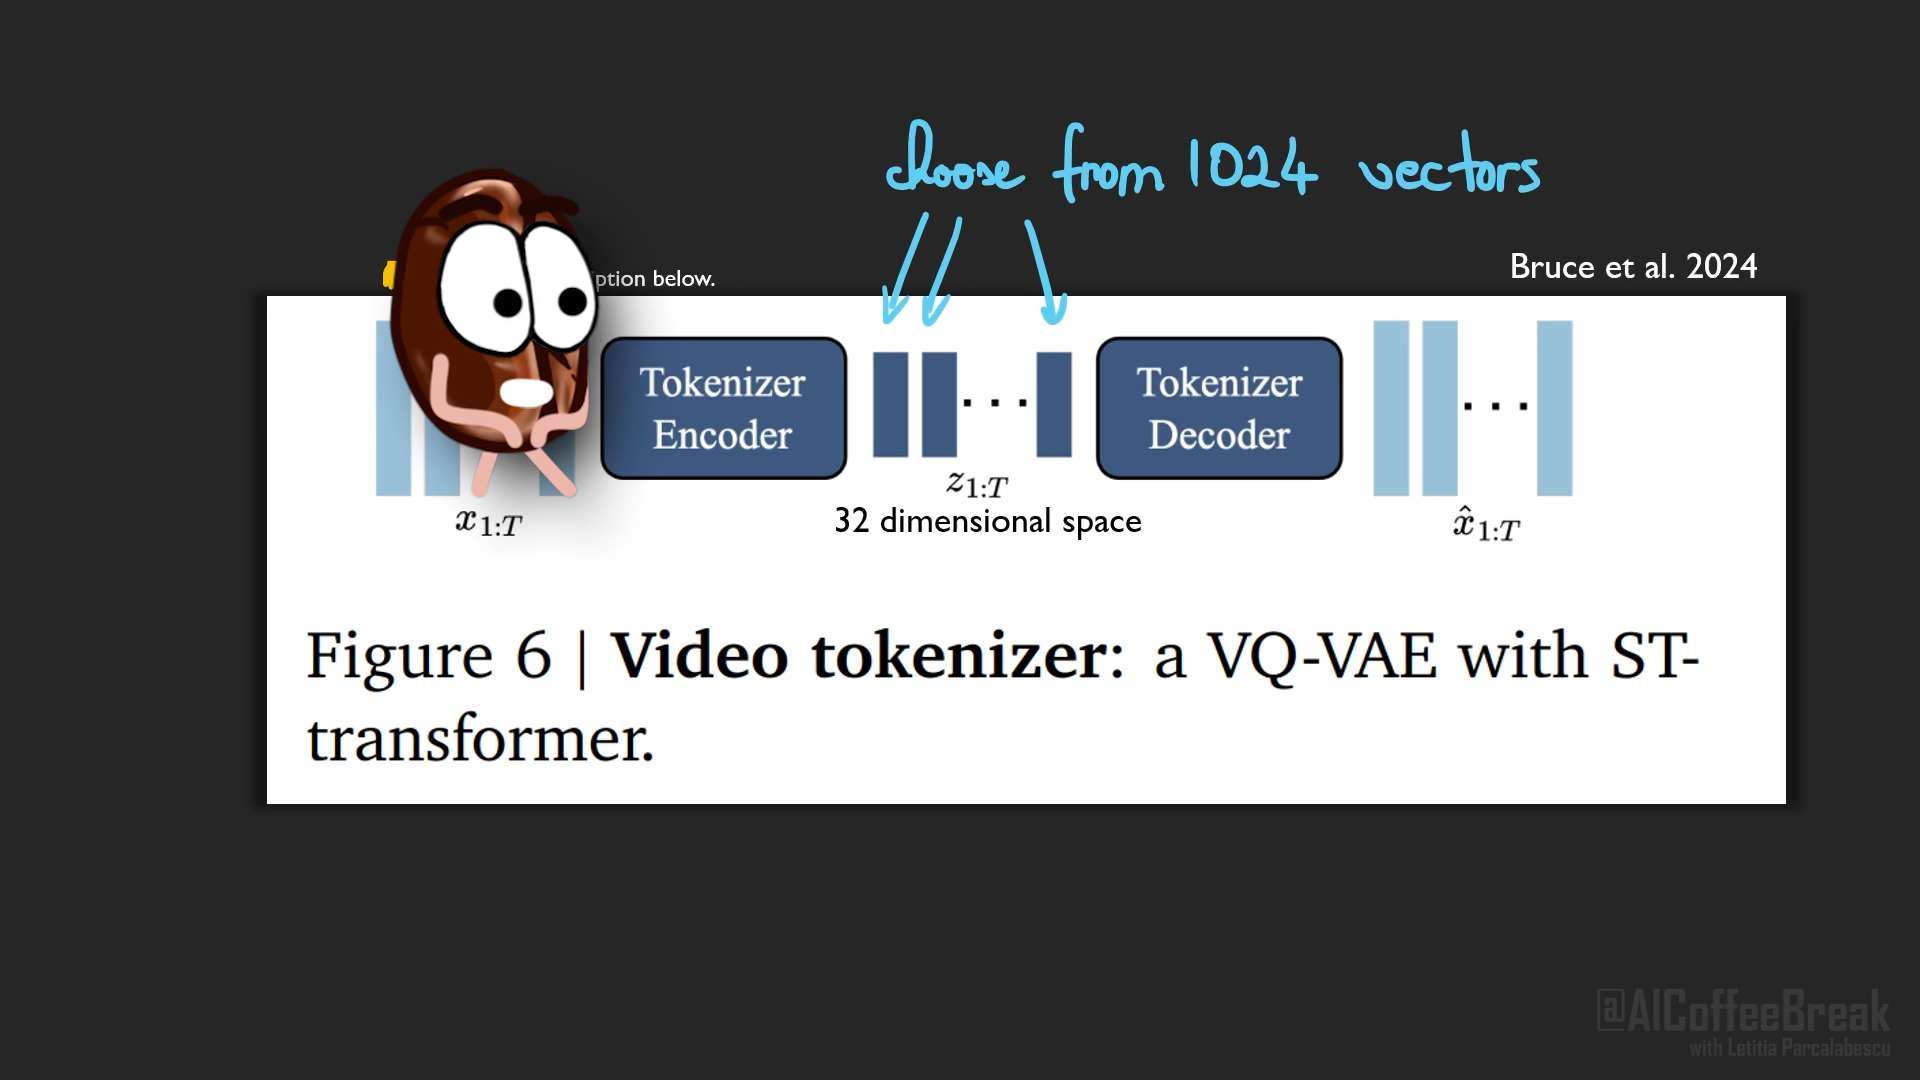 choose from 1024 vectors
Bruce et al. 2024
below.
Tokenizer
Encoder
Tokenizer
Decoder
z1:T
32 dimensional space
x1:T
x̂1:T
Figure 6 | Video tokenizer: a VQ-VAE with ST-
transformer.
@AICoffeeBreak
with Letitia Parcalabescu